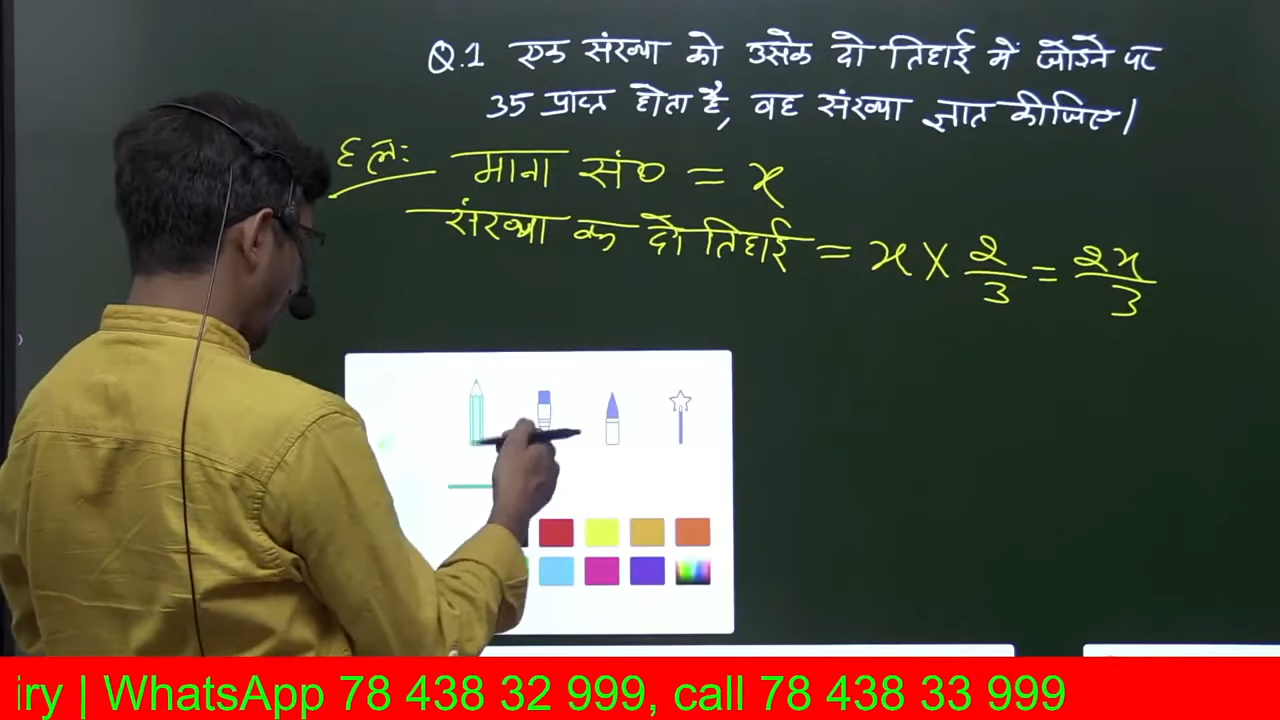 Q.1 एक संख्या को उसके दो तिहाई में जोड़ने पर
35 प्राप्त होता है, वह संख्या ज्ञात कीजिए।
हल:
माना सं० = x
संख्या का दो तिहाई = x × 2/3 = 2x/3
iry | WhatsApp 78 438 32 999, call 78 438 33 999